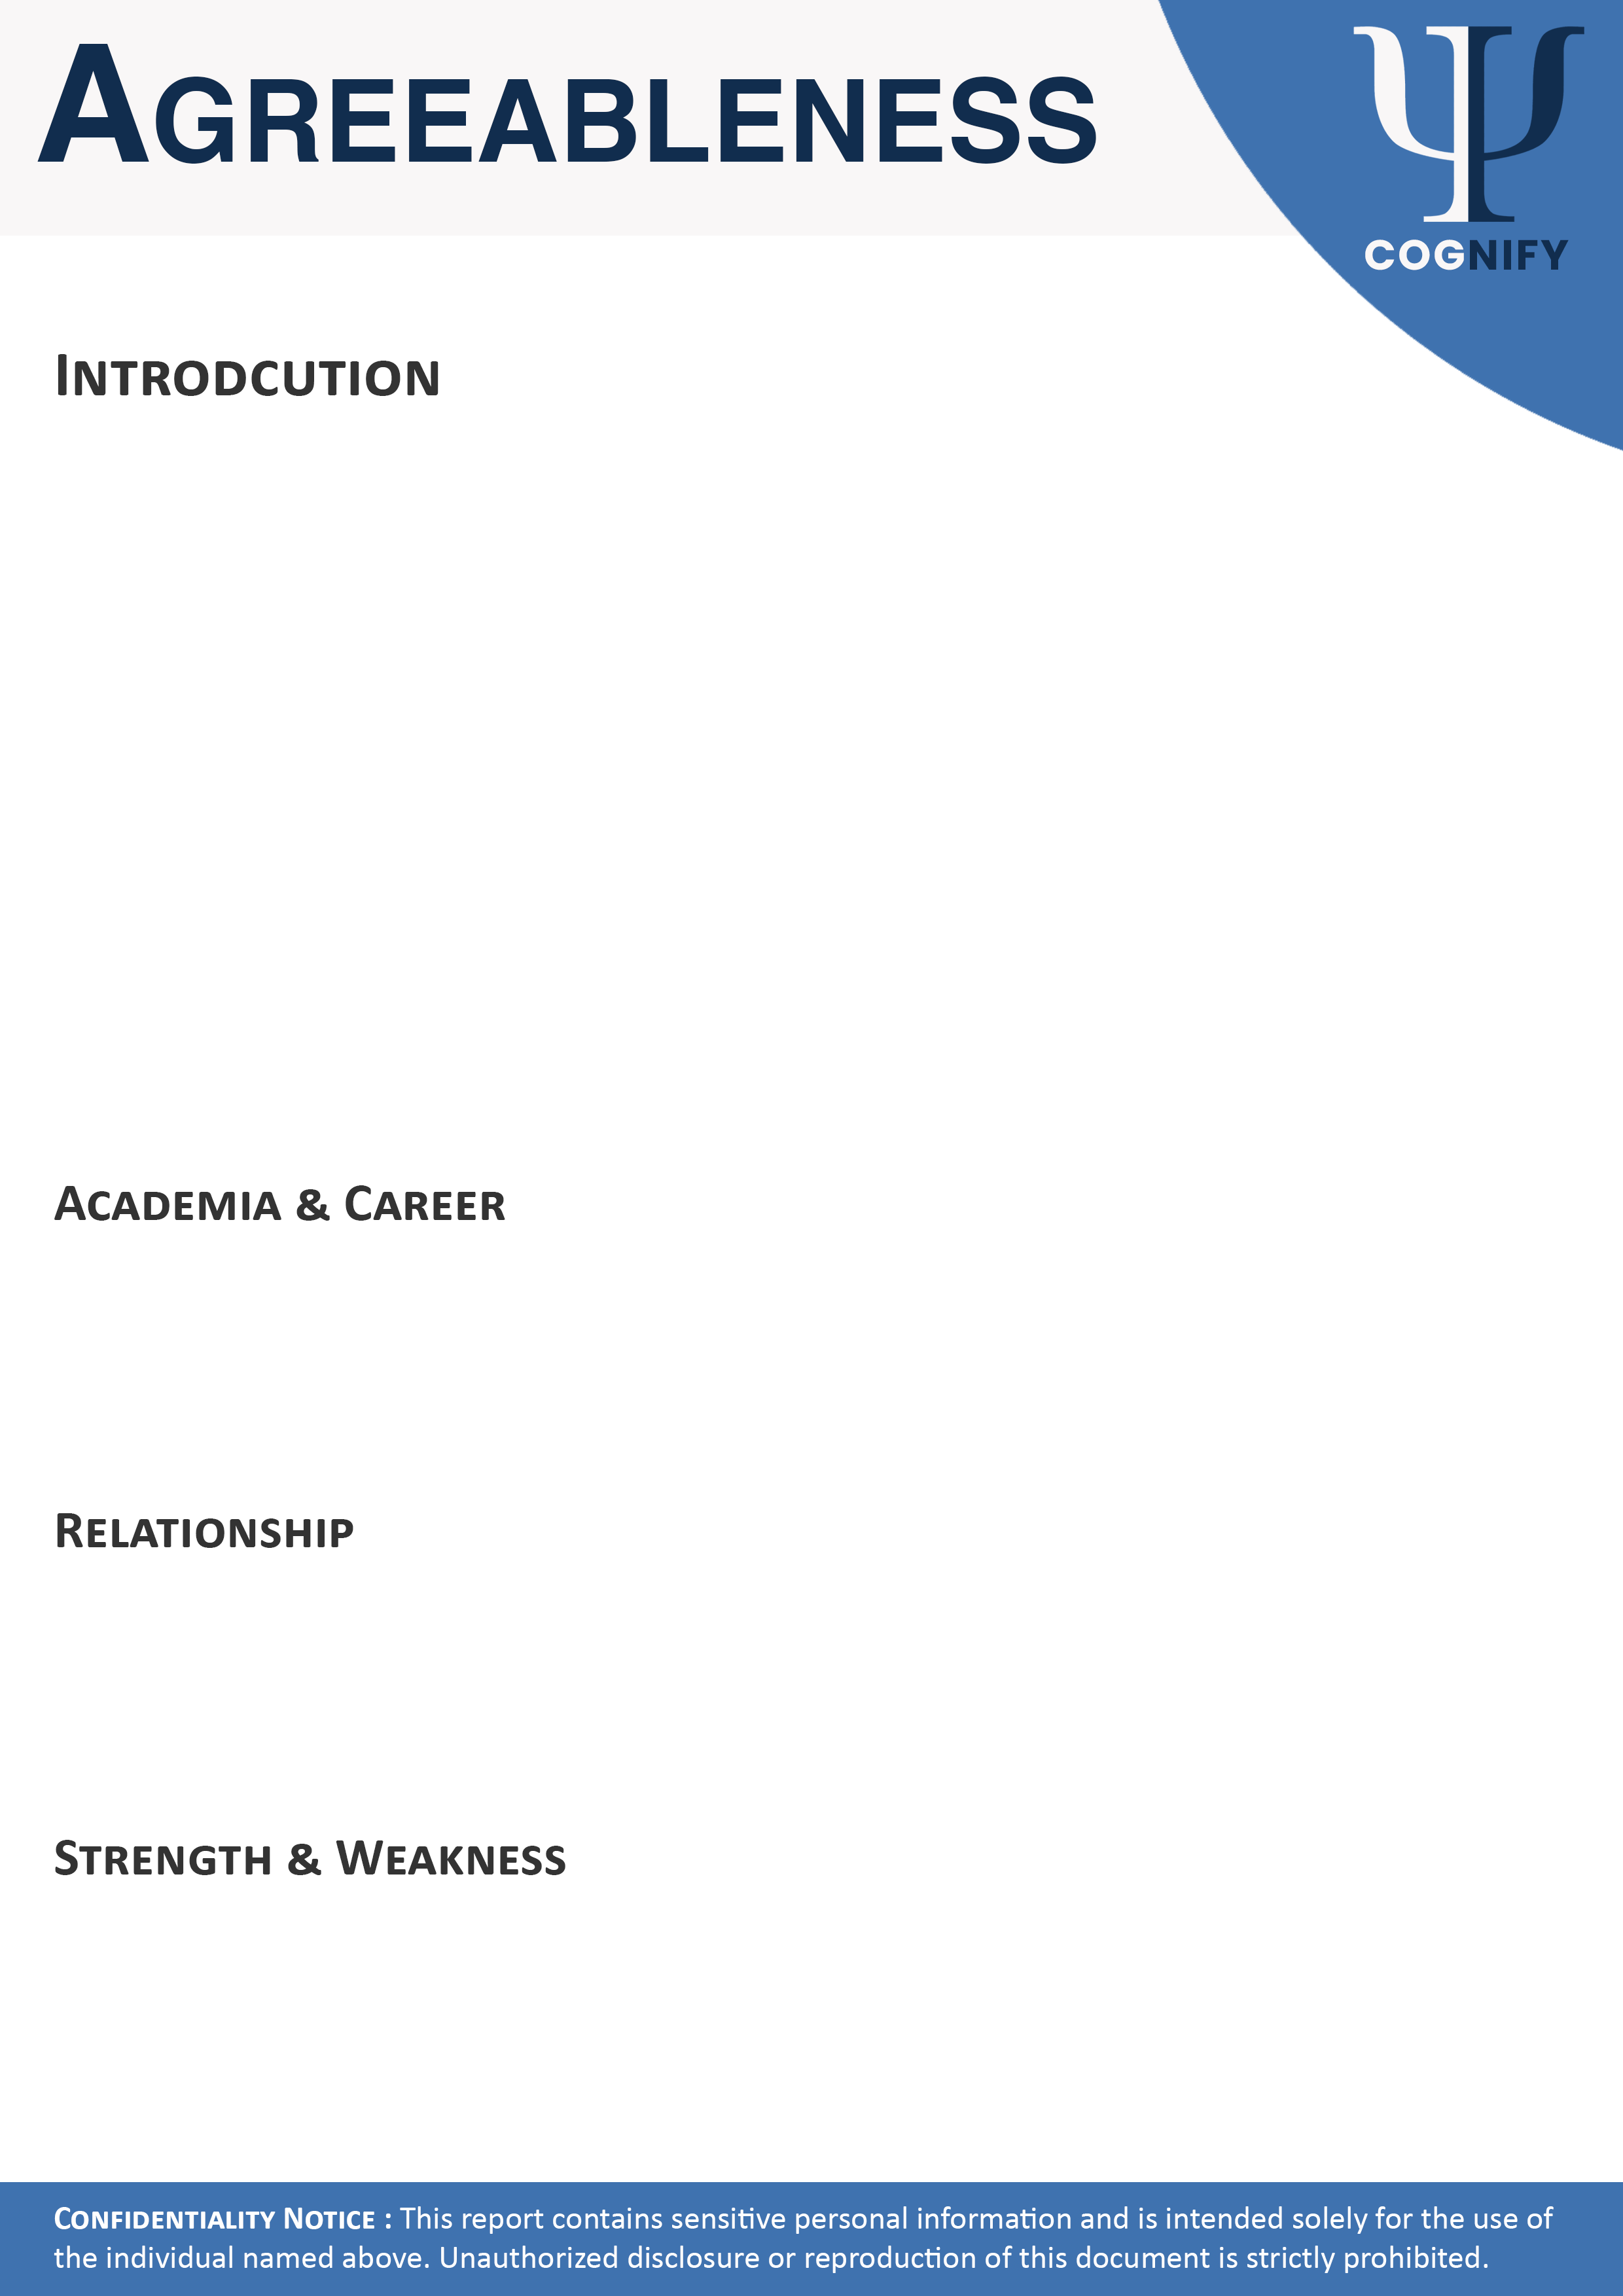 AGREEABLENESS
COGNIFY
INTRODCUTION
ACADEMIA & CAREER
RELATIONSHIP
STRENGTH & WEAKNESS
CONFIDENTIALITY NOTICE : This report contains sensitive personal information and is intended solely for the use of
the individual named above. Unauthorized disclosure or reproduction of this document is strictly prohibited.